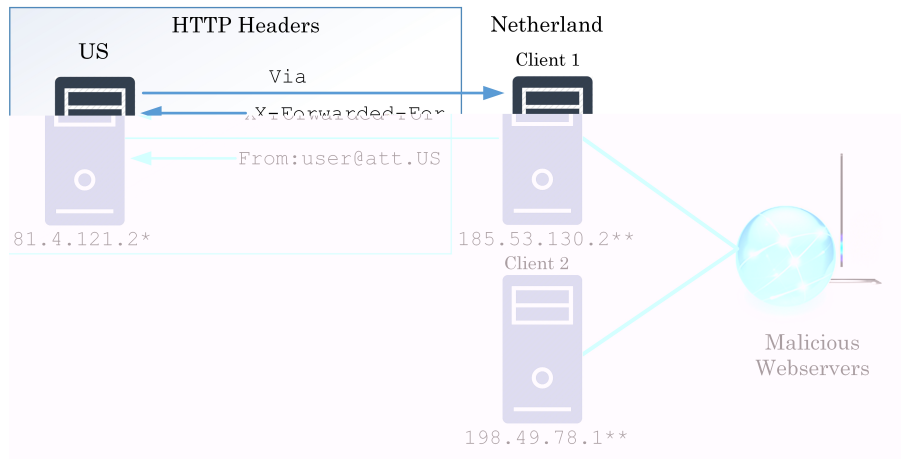 HTTP Headers
Netherland
US
Client 1
Via
X-Forwarded-For
From:user@att.US
81.4.121.2*
185.53.130.2**
Client 2
Malicious
Webservers
198.49.78.1**